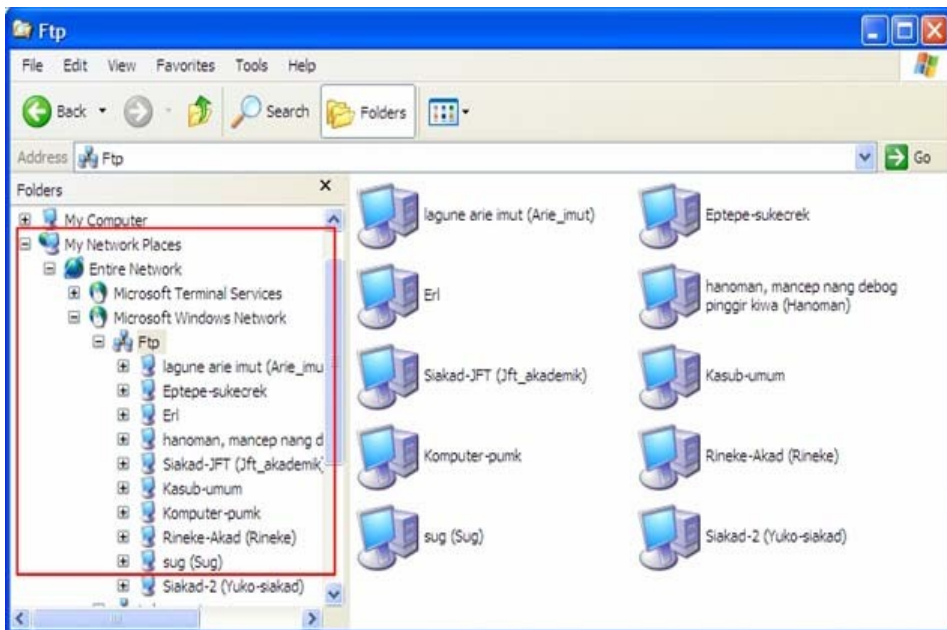 Ftp
File Edit View Favorites Tools Help
Back Search Folders
Address Ftp Go
Folders x
My Computer
My Network Places
Entire Network
Microsoft Terminal Services
Microsoft Windows Network
Ftp
lagune arie imut (Arie_imu
Eptepe-sukecrek
Erl
hanoman, mancep nang d
Siakad-JFT (Jft_akademik
Kasub-umum
Komputer-pumk
Rineke-Akad (Rineke)
sug (Sug)
Siakad-2 (Yuko-siakad)
lagune arie imut (Arie_imut)
Eptepe-sukecrek
Erl
hanoman, mancep nang debog
pinggir kiwa (Hanoman)
Siakad-JFT (Jft_akademik)
Kasub-umum
Komputer-pumk
Rineke-Akad (Rineke)
sug (Sug)
Siakad-2 (Yuko-siakad)